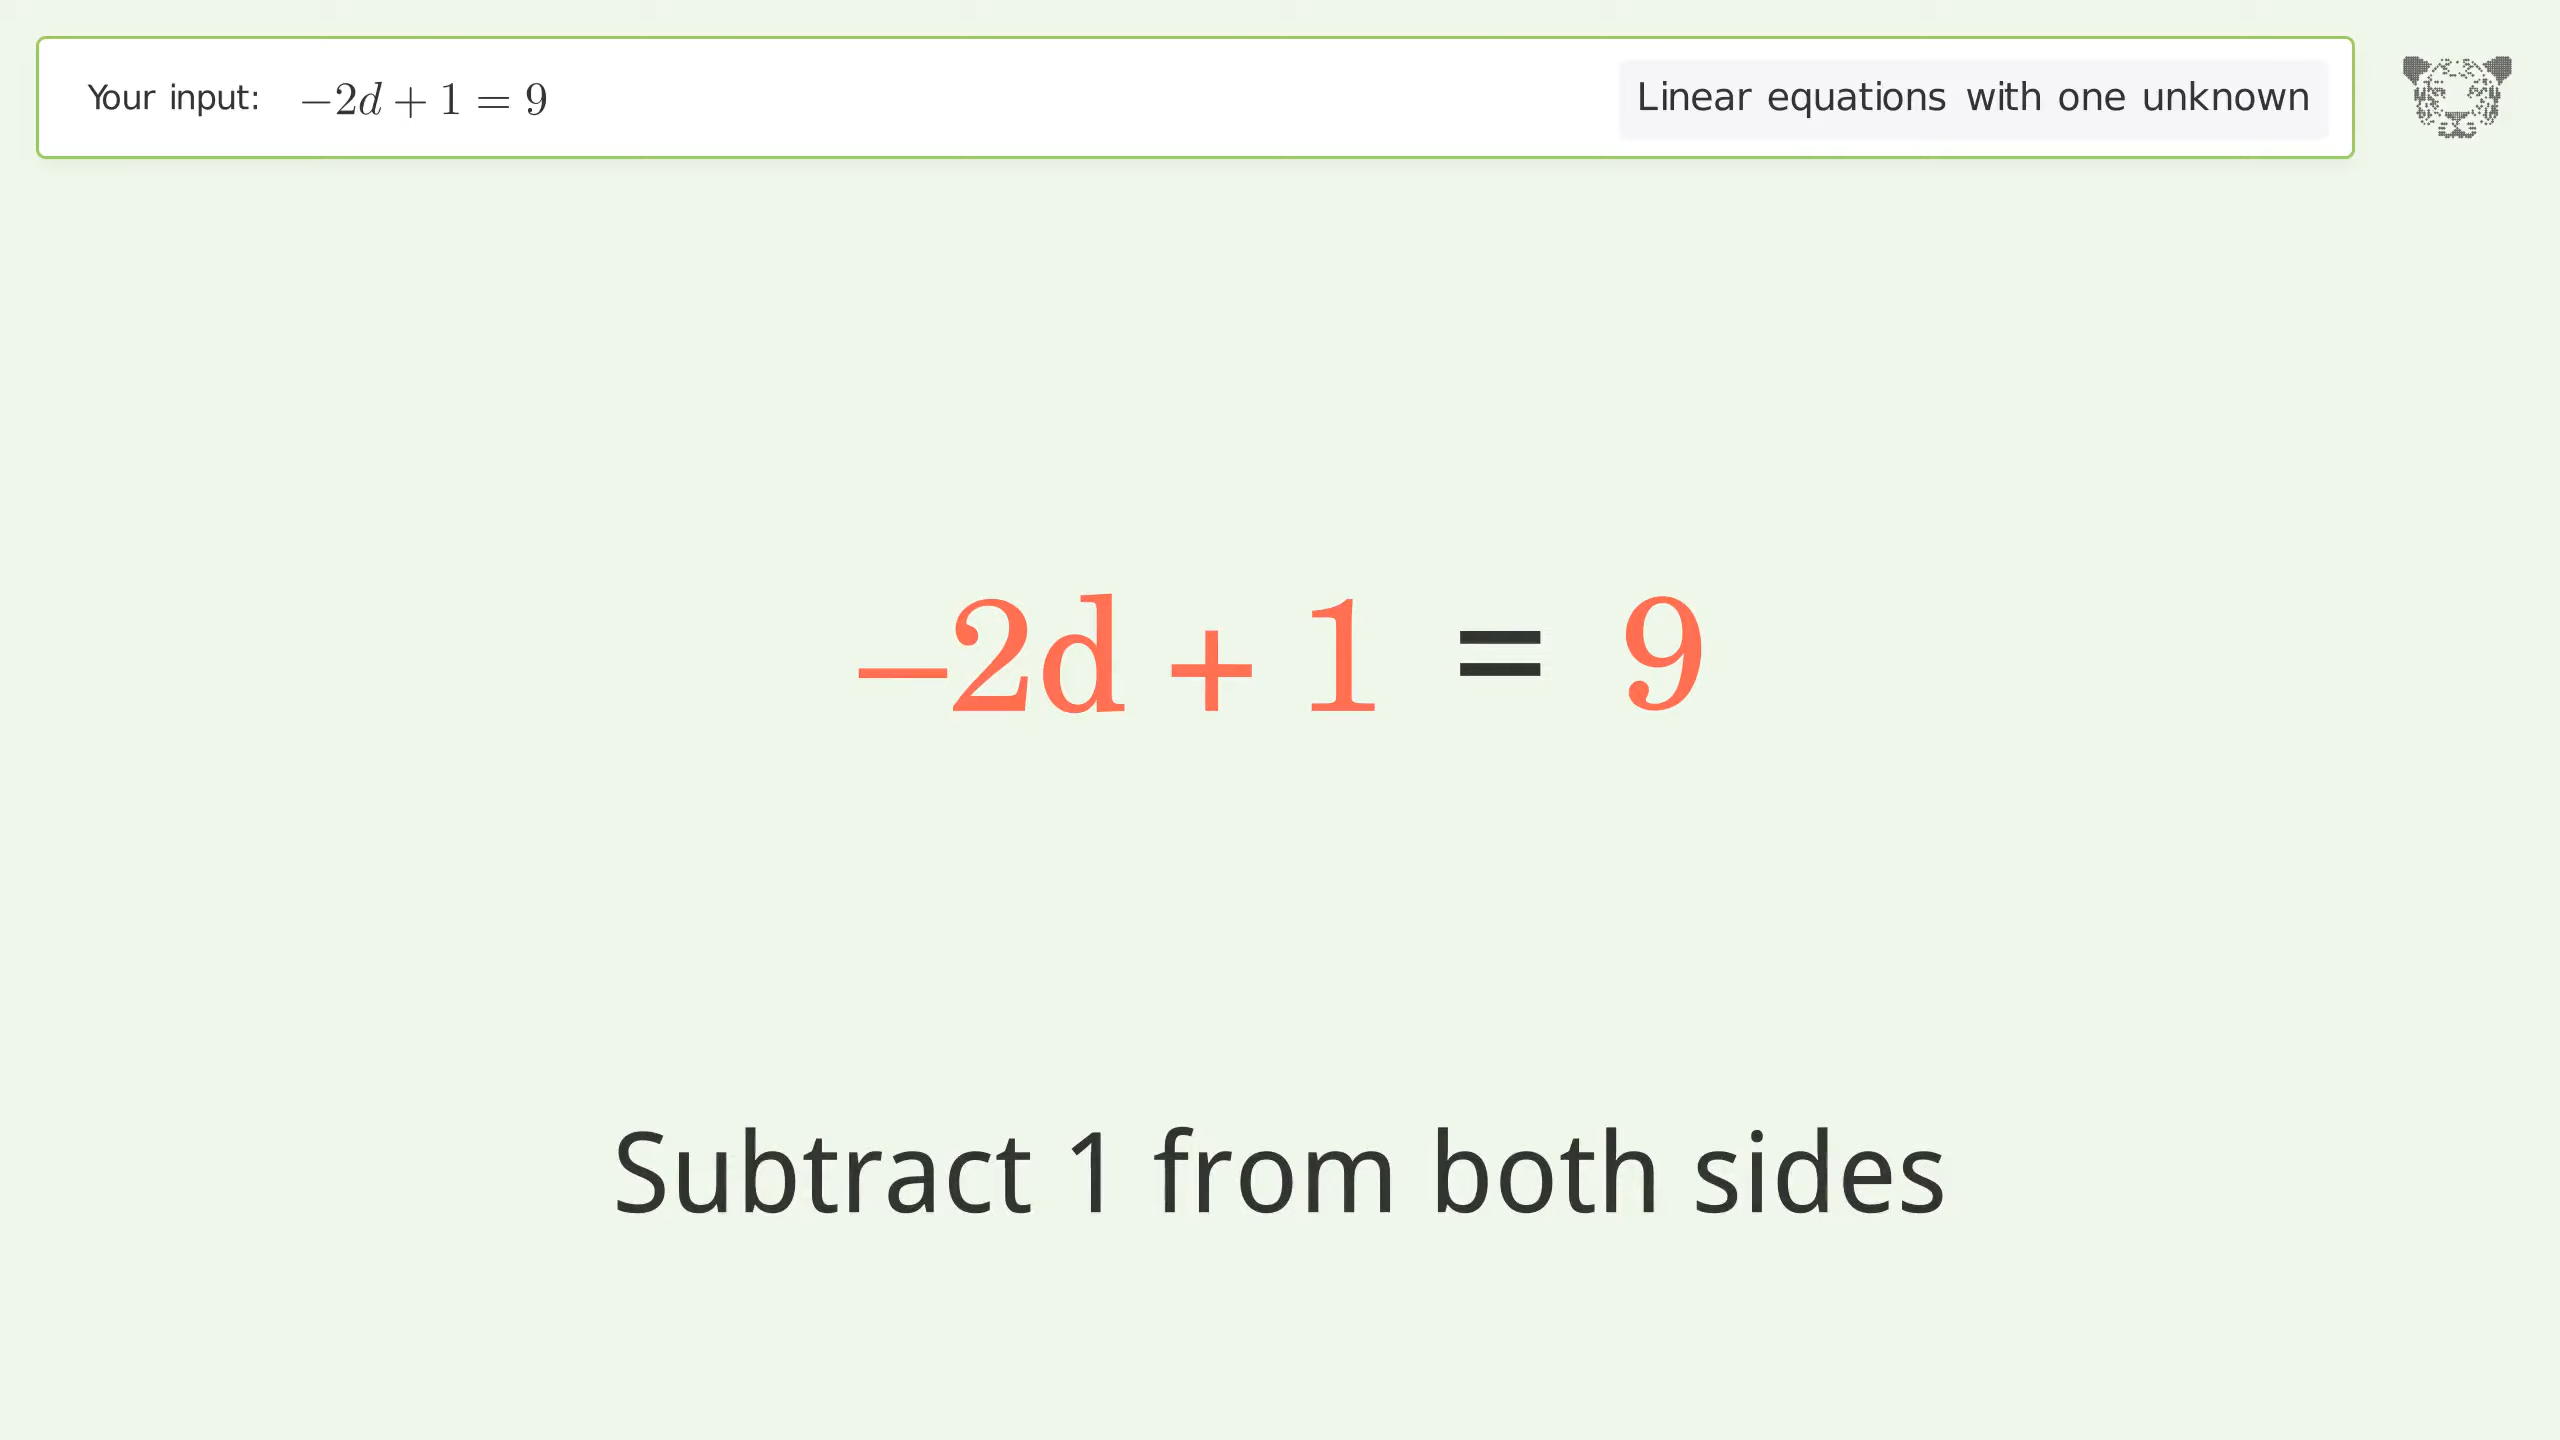 Your input: −2d + 1 = 9
Linear equations with one unknown
−2d + 1 = 9
Subtract 1 from both sides